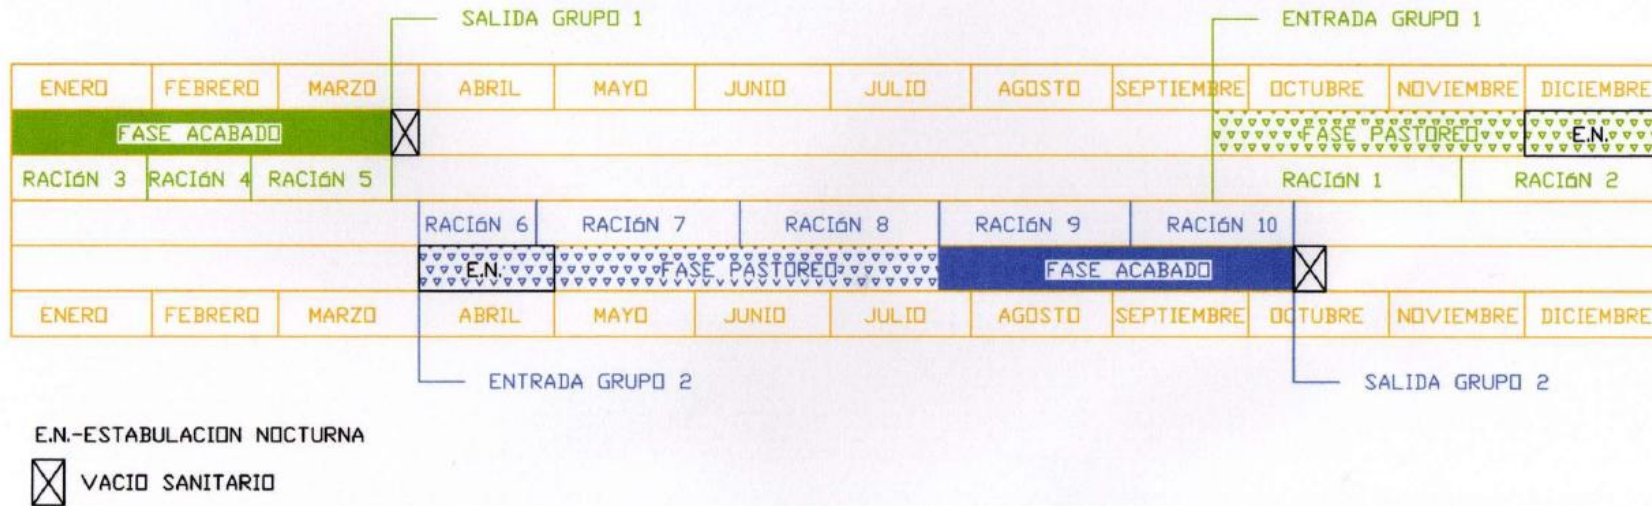 SALIDA GRUPO 1 ENTRADA GRUPO 1
ENERO FEBRERO MARZO ABRIL MAYO JUNIO JULIO AGOSTO SEPTIEMBRE OCTUBRE NOVIEMBRE DICIEMBRE
FASE ACABADO FASE PASTOREO E.N.
RACIóN 3 RACIóN 4 RACIóN 5 RACIóN 1 RACIóN 2
RACIóN 6 RACIóN 7 RACIóN 8 RACIóN 9 RACIóN 10
E.N. FASE PASTOREO FASE ACABADO
ENERO FEBRERO MARZO ABRIL MAYO JUNIO JULIO AGOSTO SEPTIEMBRE OCTUBRE NOVIEMBRE DICIEMBRE
ENTRADA GRUPO 2 SALIDA GRUPO 2
E.N.-ESTABULACION NOCTURNA
VACIO SANITARIO